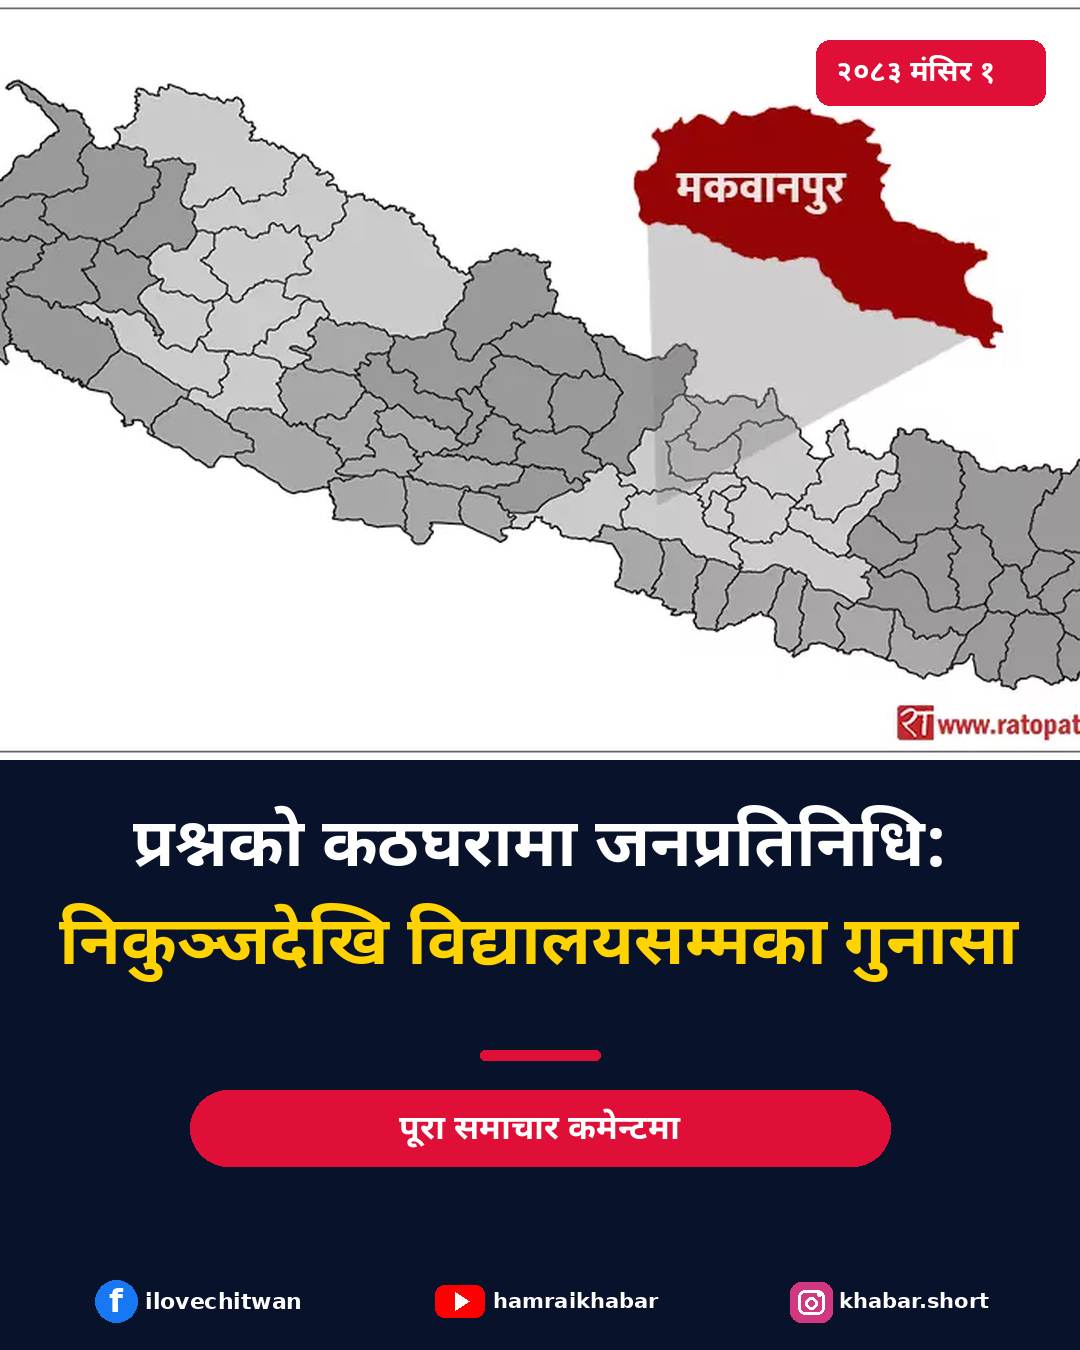 २०८३ मंसिर १
मकवानपुर
रा www.ratopat
प्रश्नको कठघरामा जनप्रतिनिधि:
निकुञ्जदेखि विद्यालयसम्मका गुनासा
पूरा समाचार कमेन्टमा
ilovechitwan
hamraikhabar
khabar.short